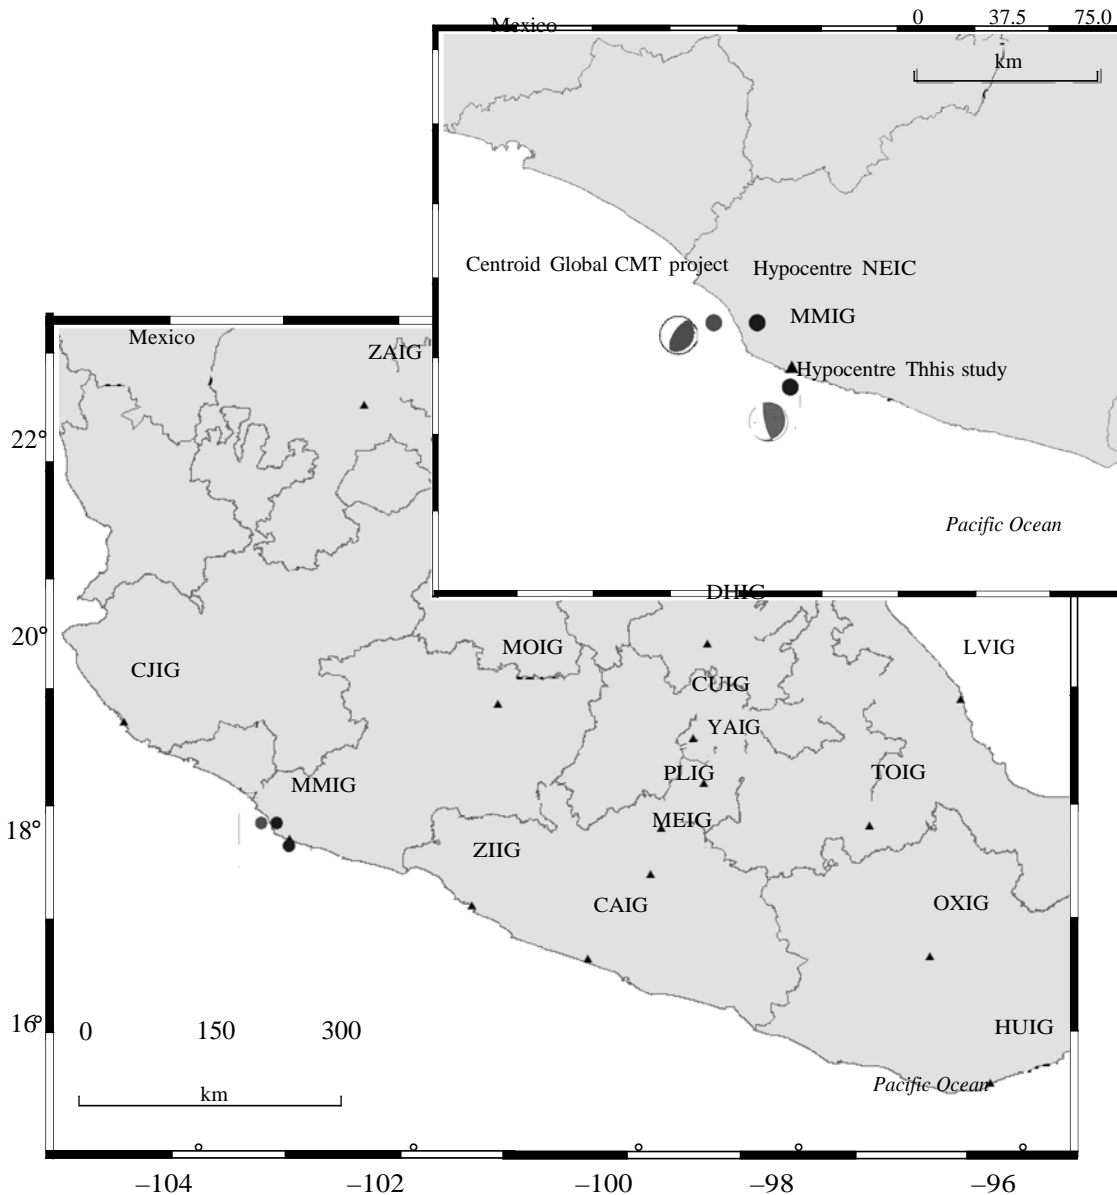 Mexico
0 37.5 75.0
km
Centroid Global CMT project
Hypocentre NEIC
MMIG
Hypocentre Thhis study
Pacific Ocean
Mexico
ZAIG
22°
DHIG
20°
MOIG
LVIG
CJIG
CUIG
YAIG
PLIG
TOIG
MMIG
18°
MEIG
ZIIG
CAIG
OXIG
16°
0 150 300
HUIG
km
Pacific Ocean
–104 –102 –100 –98 –96